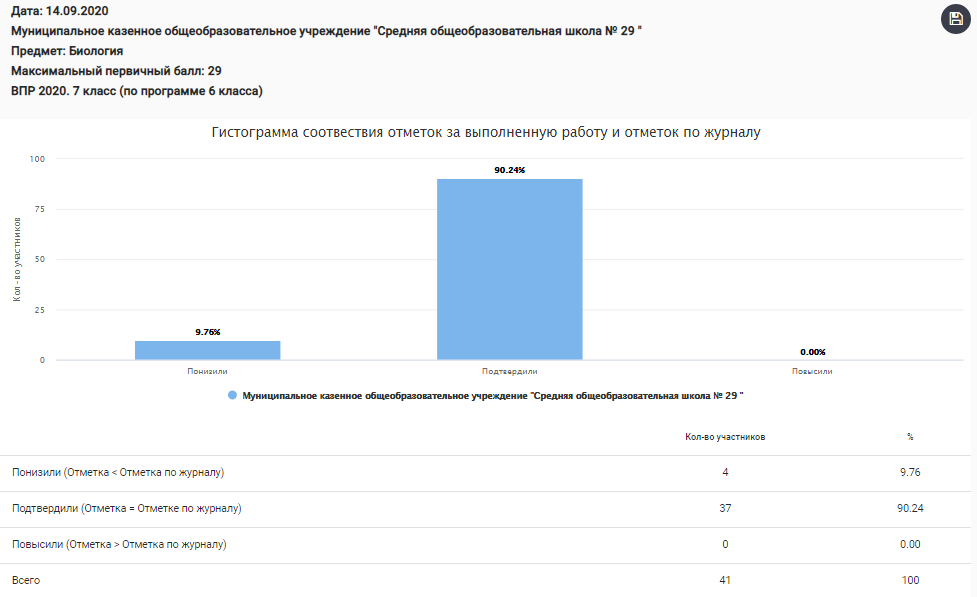 Дата: 14.09.2020
Муниципальное казенное общеобразовательное учреждение "Средняя общеобразовательная школа № 29 "
Предмет: Биология
Максимальный первичный балл: 29
ВПР 2020. 7 класс (по программе 6 класса)
Гистограмма соотвествия отметок за выполненную работу и отметок по журналу
Кол-во участников
100
75
50
25
0
9.76%
90.24%
0.00%
Понизили
Подтвердили
Повысили
Муниципальное казенное общеобразовательное учреждение "Средняя общеобразовательная школа № 29 "
Кол-во участников %
Понизили (Отметка < Отметка по журналу) 4 9.76
Подтвердили (Отметка = Отметке по журналу) 37 90.24
Повысили (Отметка > Отметка по журналу) 0 0.00
Всего 41 100